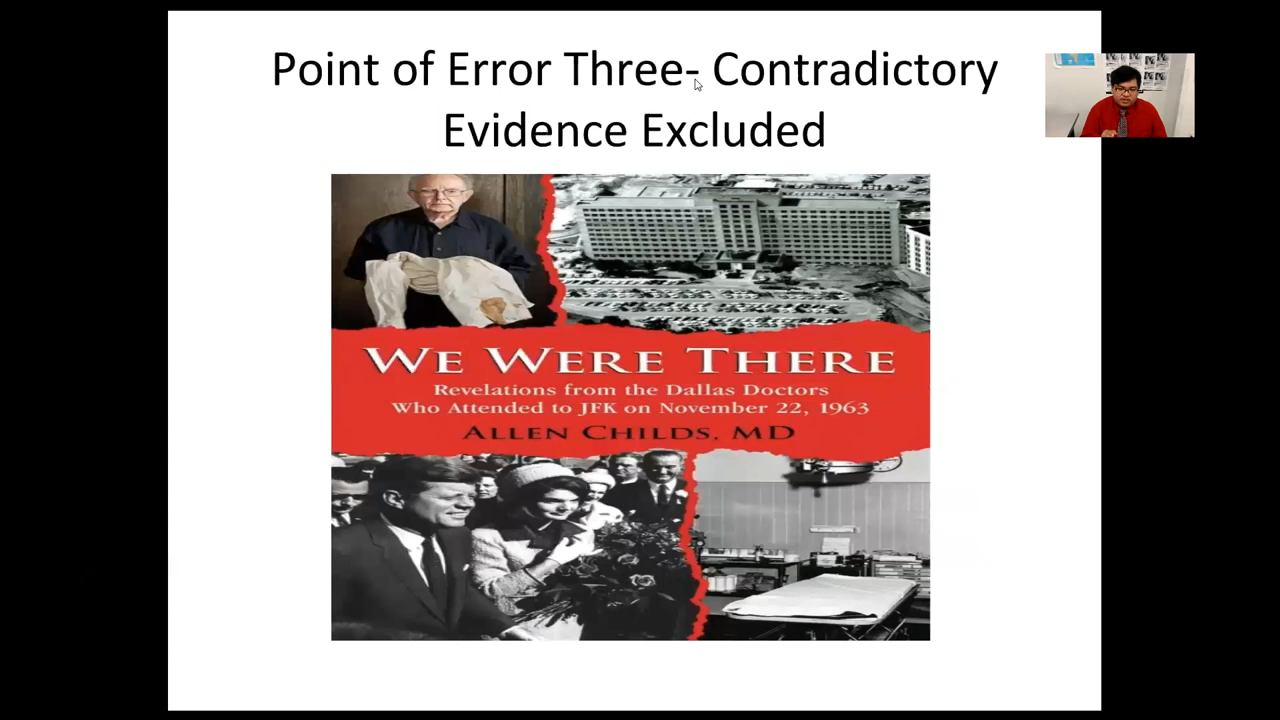 Point of Error Three- Contradictory
Evidence Excluded
WE WERE THERE
Revelations from the Dallas Doctors
Who Attended to JFK on November 22, 1963
ALLEN CHILDS, MD